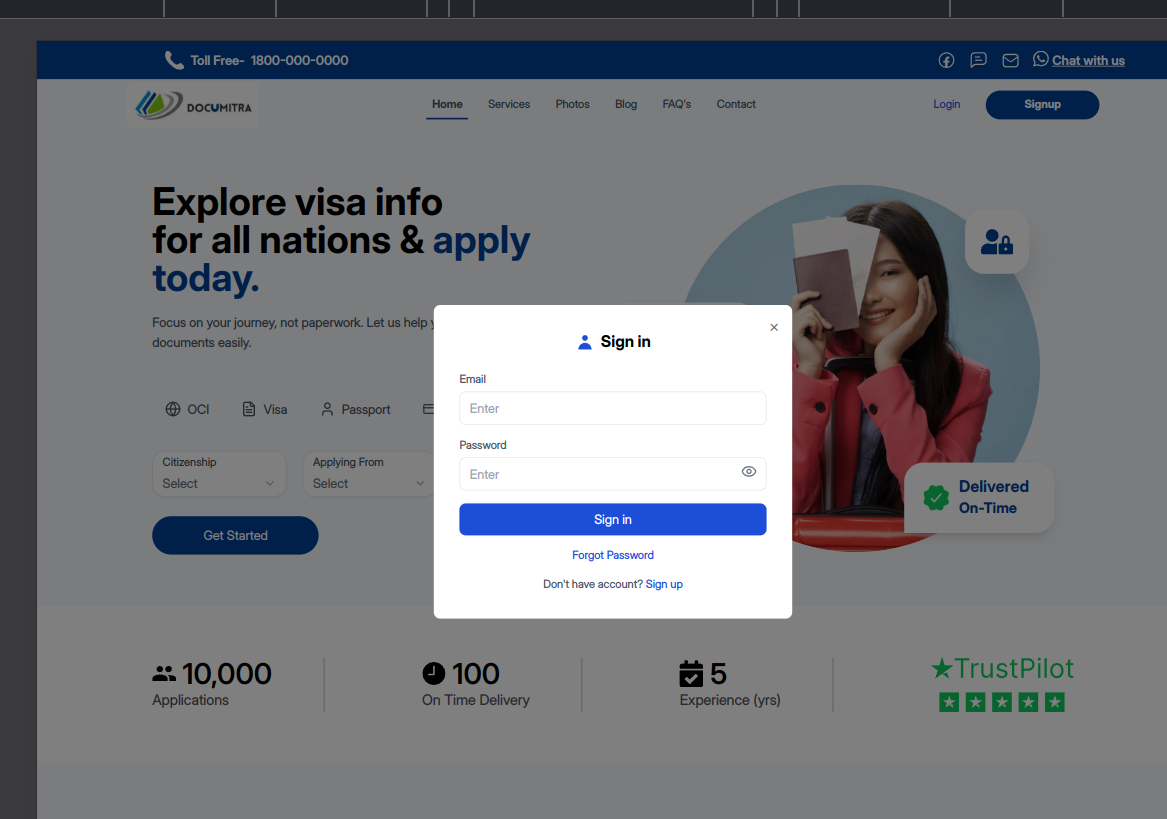 Toll Free- 1800-000-0000
Chat with us
DOCUMITRA
Home Services Photos Blog FAQ's Contact
Login Signup
Explore visa info
for all nations & apply
today.
Focus on your journey, not paperwork. Let us help
documents easily.
OCI Visa Passport
Citizenship
Select
Applying From
Select
Get Started
Sign in
Email
Enter
Password
Enter
Sign in
Forgot Password
Don't have account? Sign up
Delivered
On-Time
10,000
Applications
100
On Time Delivery
5
Experience (yrs)
TrustPilot